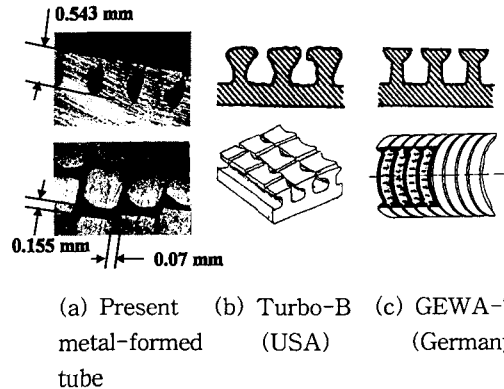 0.543 mm
0.155 mm
0.07 mm
(a) Present metal-formed tube
(b) Turbo-B (USA)
(c) GEWA-